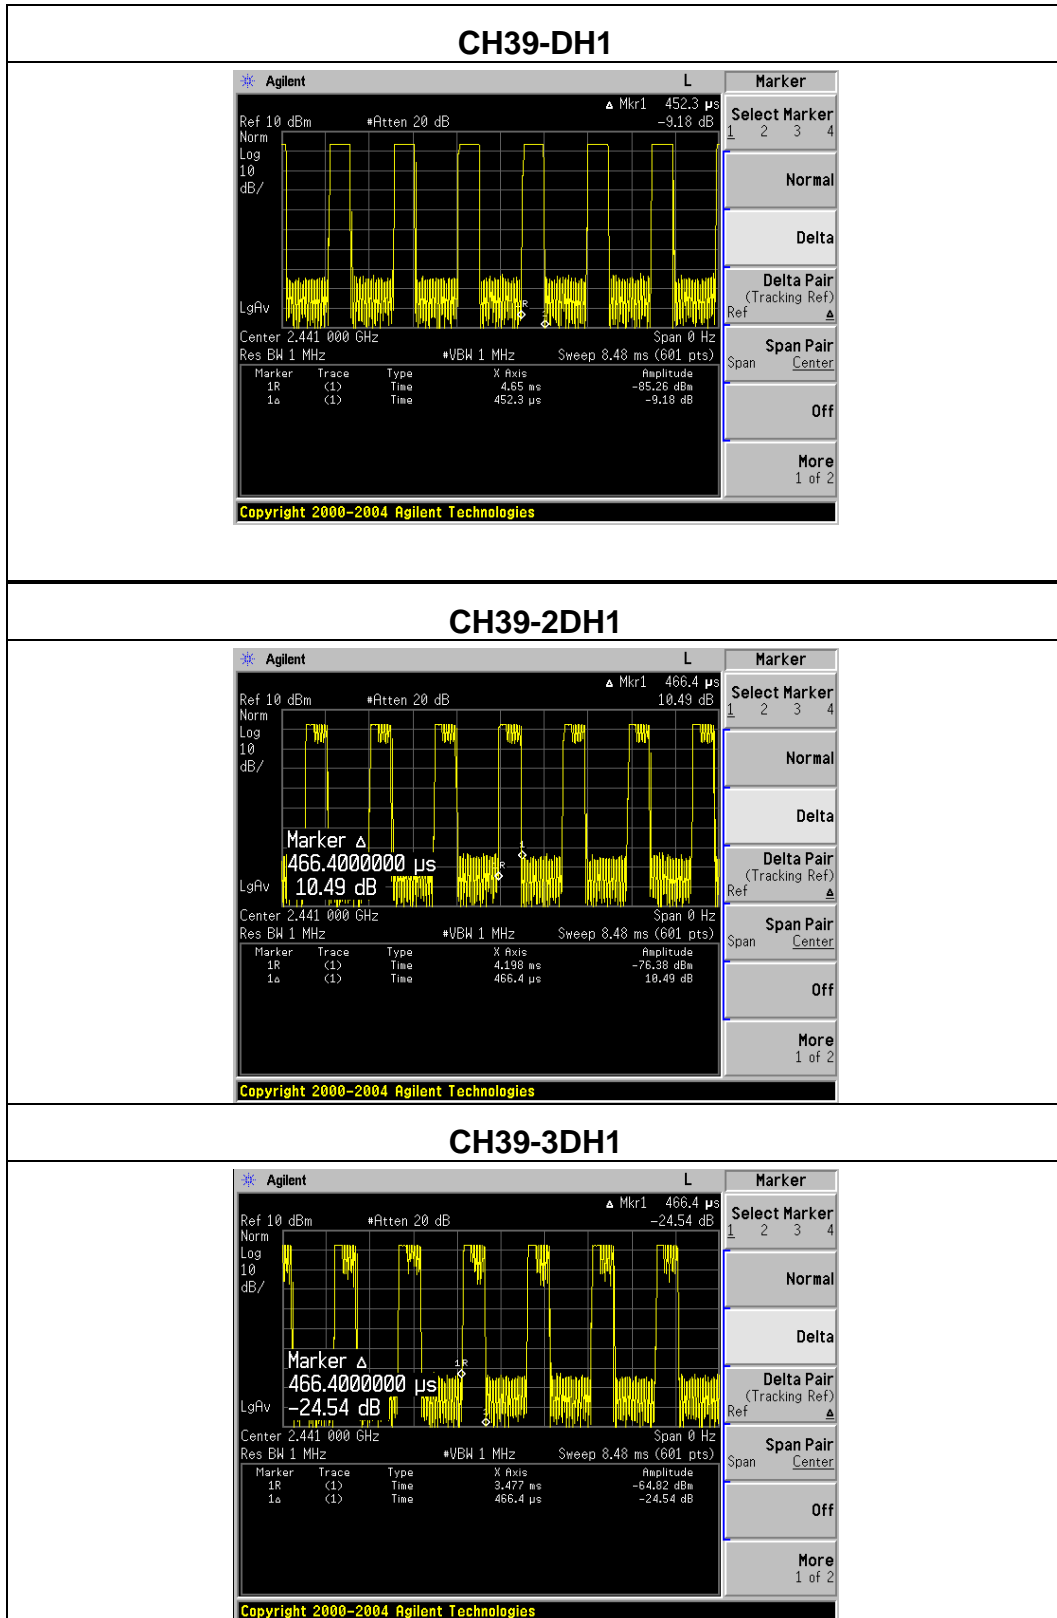 CH39-DH1
Agilent L Marker
Δ Mkr1 452.3 µs
Ref 10 dBm #Atten 20 dB -9.18 dB
Select Marker
1 2 3 4
Norm
Log
10
dB/
Normal
Delta
Delta Pair
(Tracking Ref)
Ref Δ
R
1
LgAv
Center 2.441 000 GHz Span 0 Hz
Res BW 1 MHz #VBW 1 MHz Sweep 8.48 ms (601 pts)
Span Pair
Span Center
Marker Trace Type X Axis Amplitude
1R (1) Time 4.65 ms -85.26 dBm
1Δ (1) Time 452.3 µs -9.18 dB
Off
More
1 of 2
Copyright 2000-2004 Agilent Technologies
CH39-2DH1
Agilent L Marker
Δ Mkr1 466.4 µs
Ref 10 dBm #Atten 20 dB 10.49 dB
Select Marker
1 2 3 4
Norm
Log
10
dB/
Normal
Delta
Marker Δ
466.4000000 µs
10.49 dB
1
R
LgAv
Delta Pair
(Tracking Ref)
Ref Δ
Center 2.441 000 GHz Span 0 Hz
Res BW 1 MHz #VBW 1 MHz Sweep 8.48 ms (601 pts)
Span Pair
Span Center
Marker Trace Type X Axis Amplitude
1R (1) Time 4.198 ms -76.38 dBm
1Δ (1) Time 466.4 µs 10.49 dB
Off
More
1 of 2
Copyright 2000-2004 Agilent Technologies
CH39-3DH1
Agilent L Marker
Δ Mkr1 466.4 µs
Ref 10 dBm #Atten 20 dB -24.54 dB
Select Marker
1 2 3 4
Norm
Log
10
dB/
Normal
Delta
Marker Δ
466.4000000 µs
-24.54 dB
1R
LgAv
Delta Pair
(Tracking Ref)
Ref Δ
Center 2.441 000 GHz Span 0 Hz
Res BW 1 MHz #VBW 1 MHz Sweep 8.48 ms (601 pts)
Span Pair
Span Center
Marker Trace Type X Axis Amplitude
1R (1) Time 3.477 ms -64.82 dBm
1Δ (1) Time 466.4 µs -24.54 dB
Off
More
1 of 2
Copyright 2000-2004 Agilent Technologies